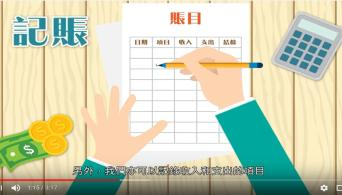 記賬
賬目
日期 項目 收入 支出 結餘
另外，我們亦可以記錄收入和支出的項目
1:15 / 3:17